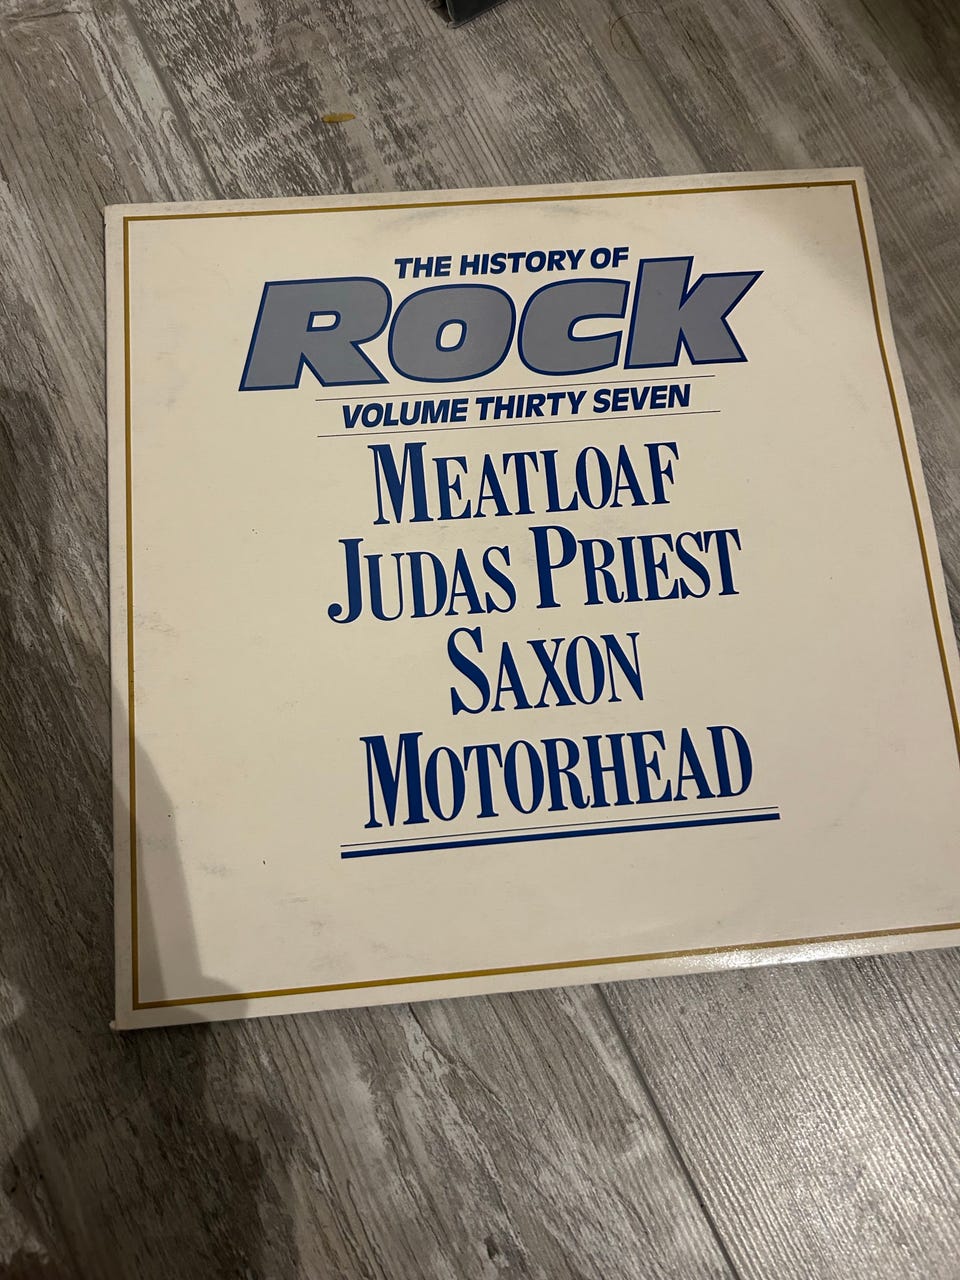 THE HISTORY OF
ROCK
VOLUME THIRTY SEVEN
MEATLOAF
JUDAS PRIEST
SAXON
MOTORHEAD